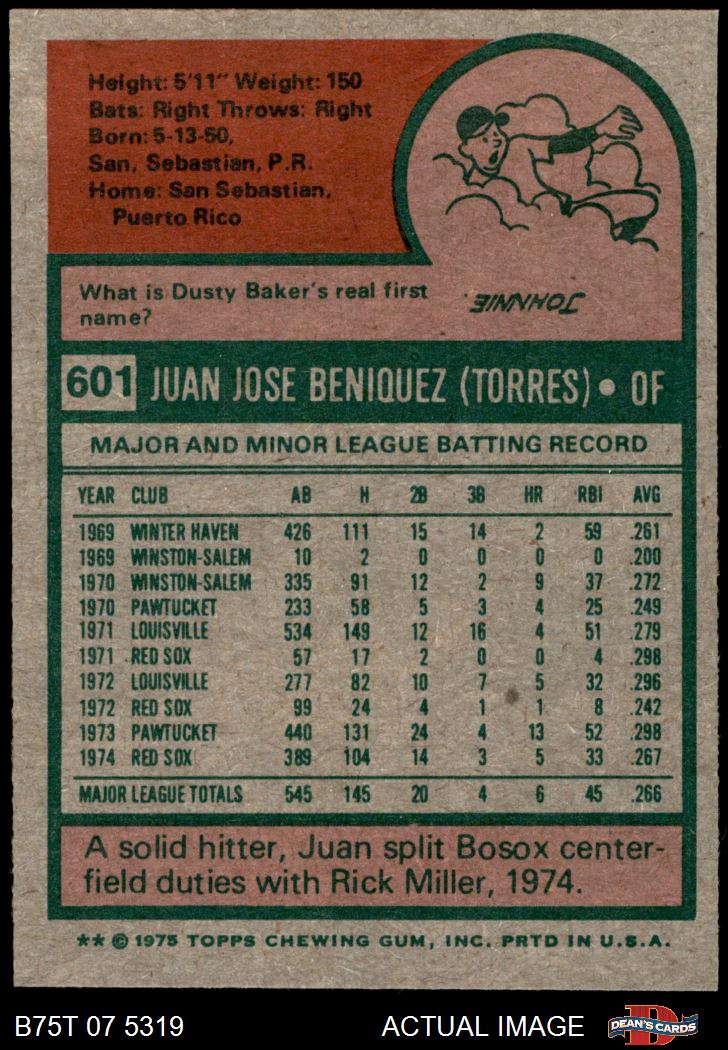 Height: 5'11" Weight: 150
Bats: Right Throws: Right
Born: 5-13-50,
San, Sebastian, P.R.
Home: San Sebastian,
Puerto Rico
What is Dusty Baker's real first
name?
JOHNNIE
601 JUAN JOSE BENIQUEZ (TORRES) • OF
MAJOR AND MINOR LEAGUE BATTING RECORD
YEAR CLUB AB H 2B 3B HR RBI AVG
1969 WINTER HAVEN 426 111 15 14 2 59 .261
1969 WINSTON-SALEM 10 2 0 0 0 0 .200
1970 WINSTON-SALEM 335 91 12 2 9 37 .272
1970 PAWTUCKET 233 58 5 3 4 25 .249
1971 LOUISVILLE 534 149 12 16 4 51 .279
1971 RED SOX 57 17 2 0 0 4 .298
1972 LOUISVILLE 277 82 10 7 5 32 .296
1972 RED SOX 99 24 4 1 1 8 .242
1973 PAWTUCKET 440 131 24 4 13 52 .298
1974 RED SOX 389 104 14 3 5 33 .267
MAJOR LEAGUE TOTALS 545 145 20 4 6 45 .266
A solid hitter, Juan split Bosox center-
field duties with Rick Miller, 1974.
** © 1975 TOPPS CHEWING GUM, INC. PRTD IN U.S.A.
B75T 07 5319 ACTUAL IMAGE DEAN'S CARDS